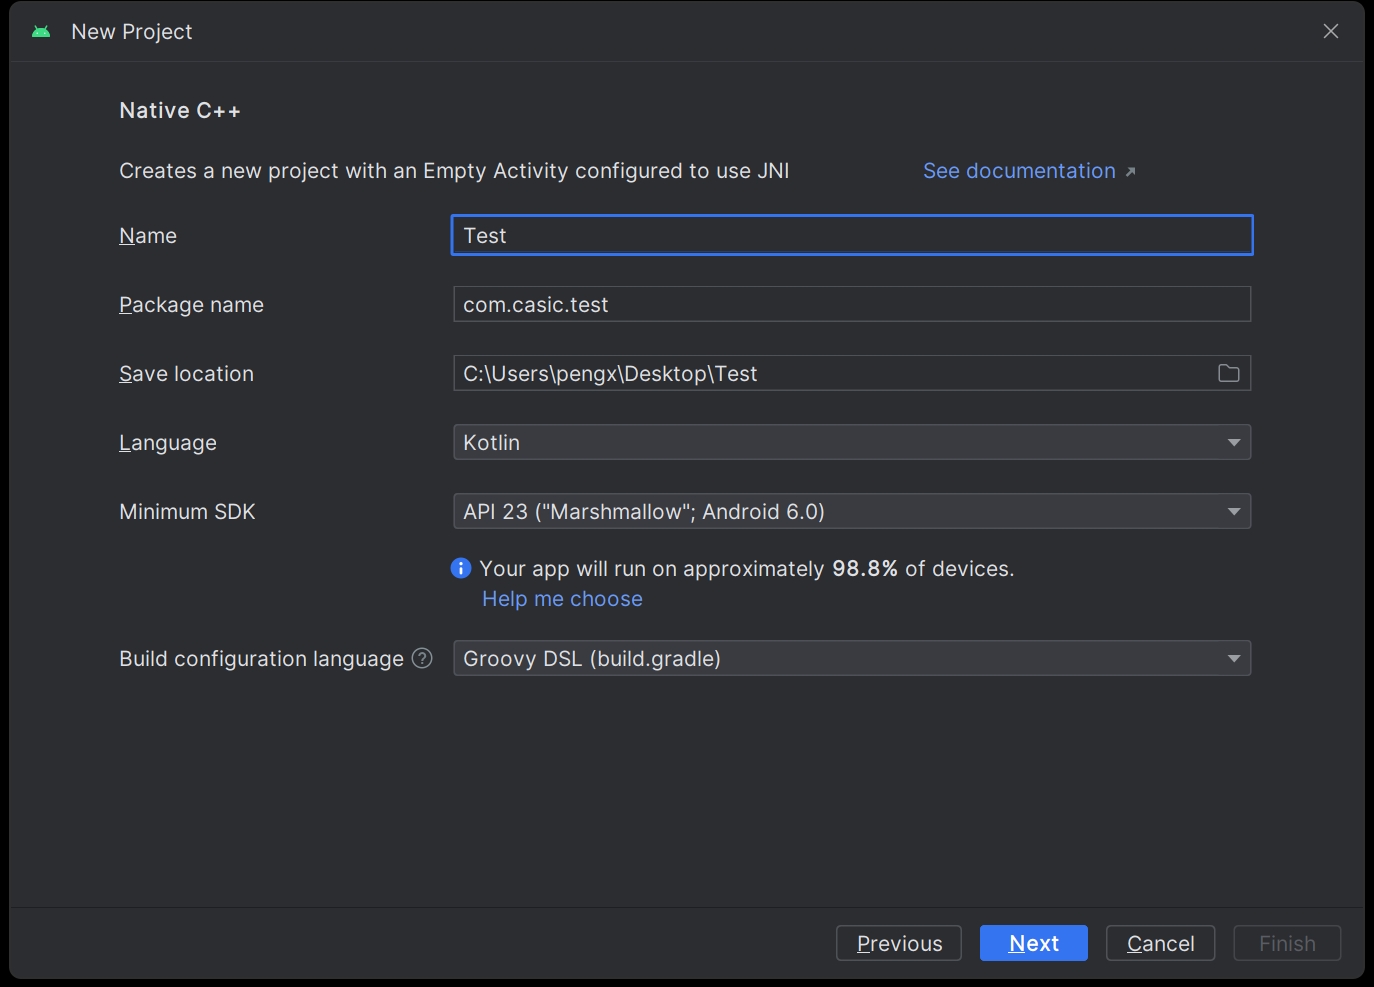 New Project
Native C++
Creates a new project with an Empty Activity configured to use JNI See documentation
Name Test
Package name com.casic.test
Save location C:\Users\pengx\Desktop\Test
Language Kotlin
Minimum SDK API 23 ("Marshmallow"; Android 6.0)
Your app will run on approximately 98.8% of devices.
Help me choose
Build configuration language ? Groovy DSL (build.gradle)
Previous Next Cancel Finish